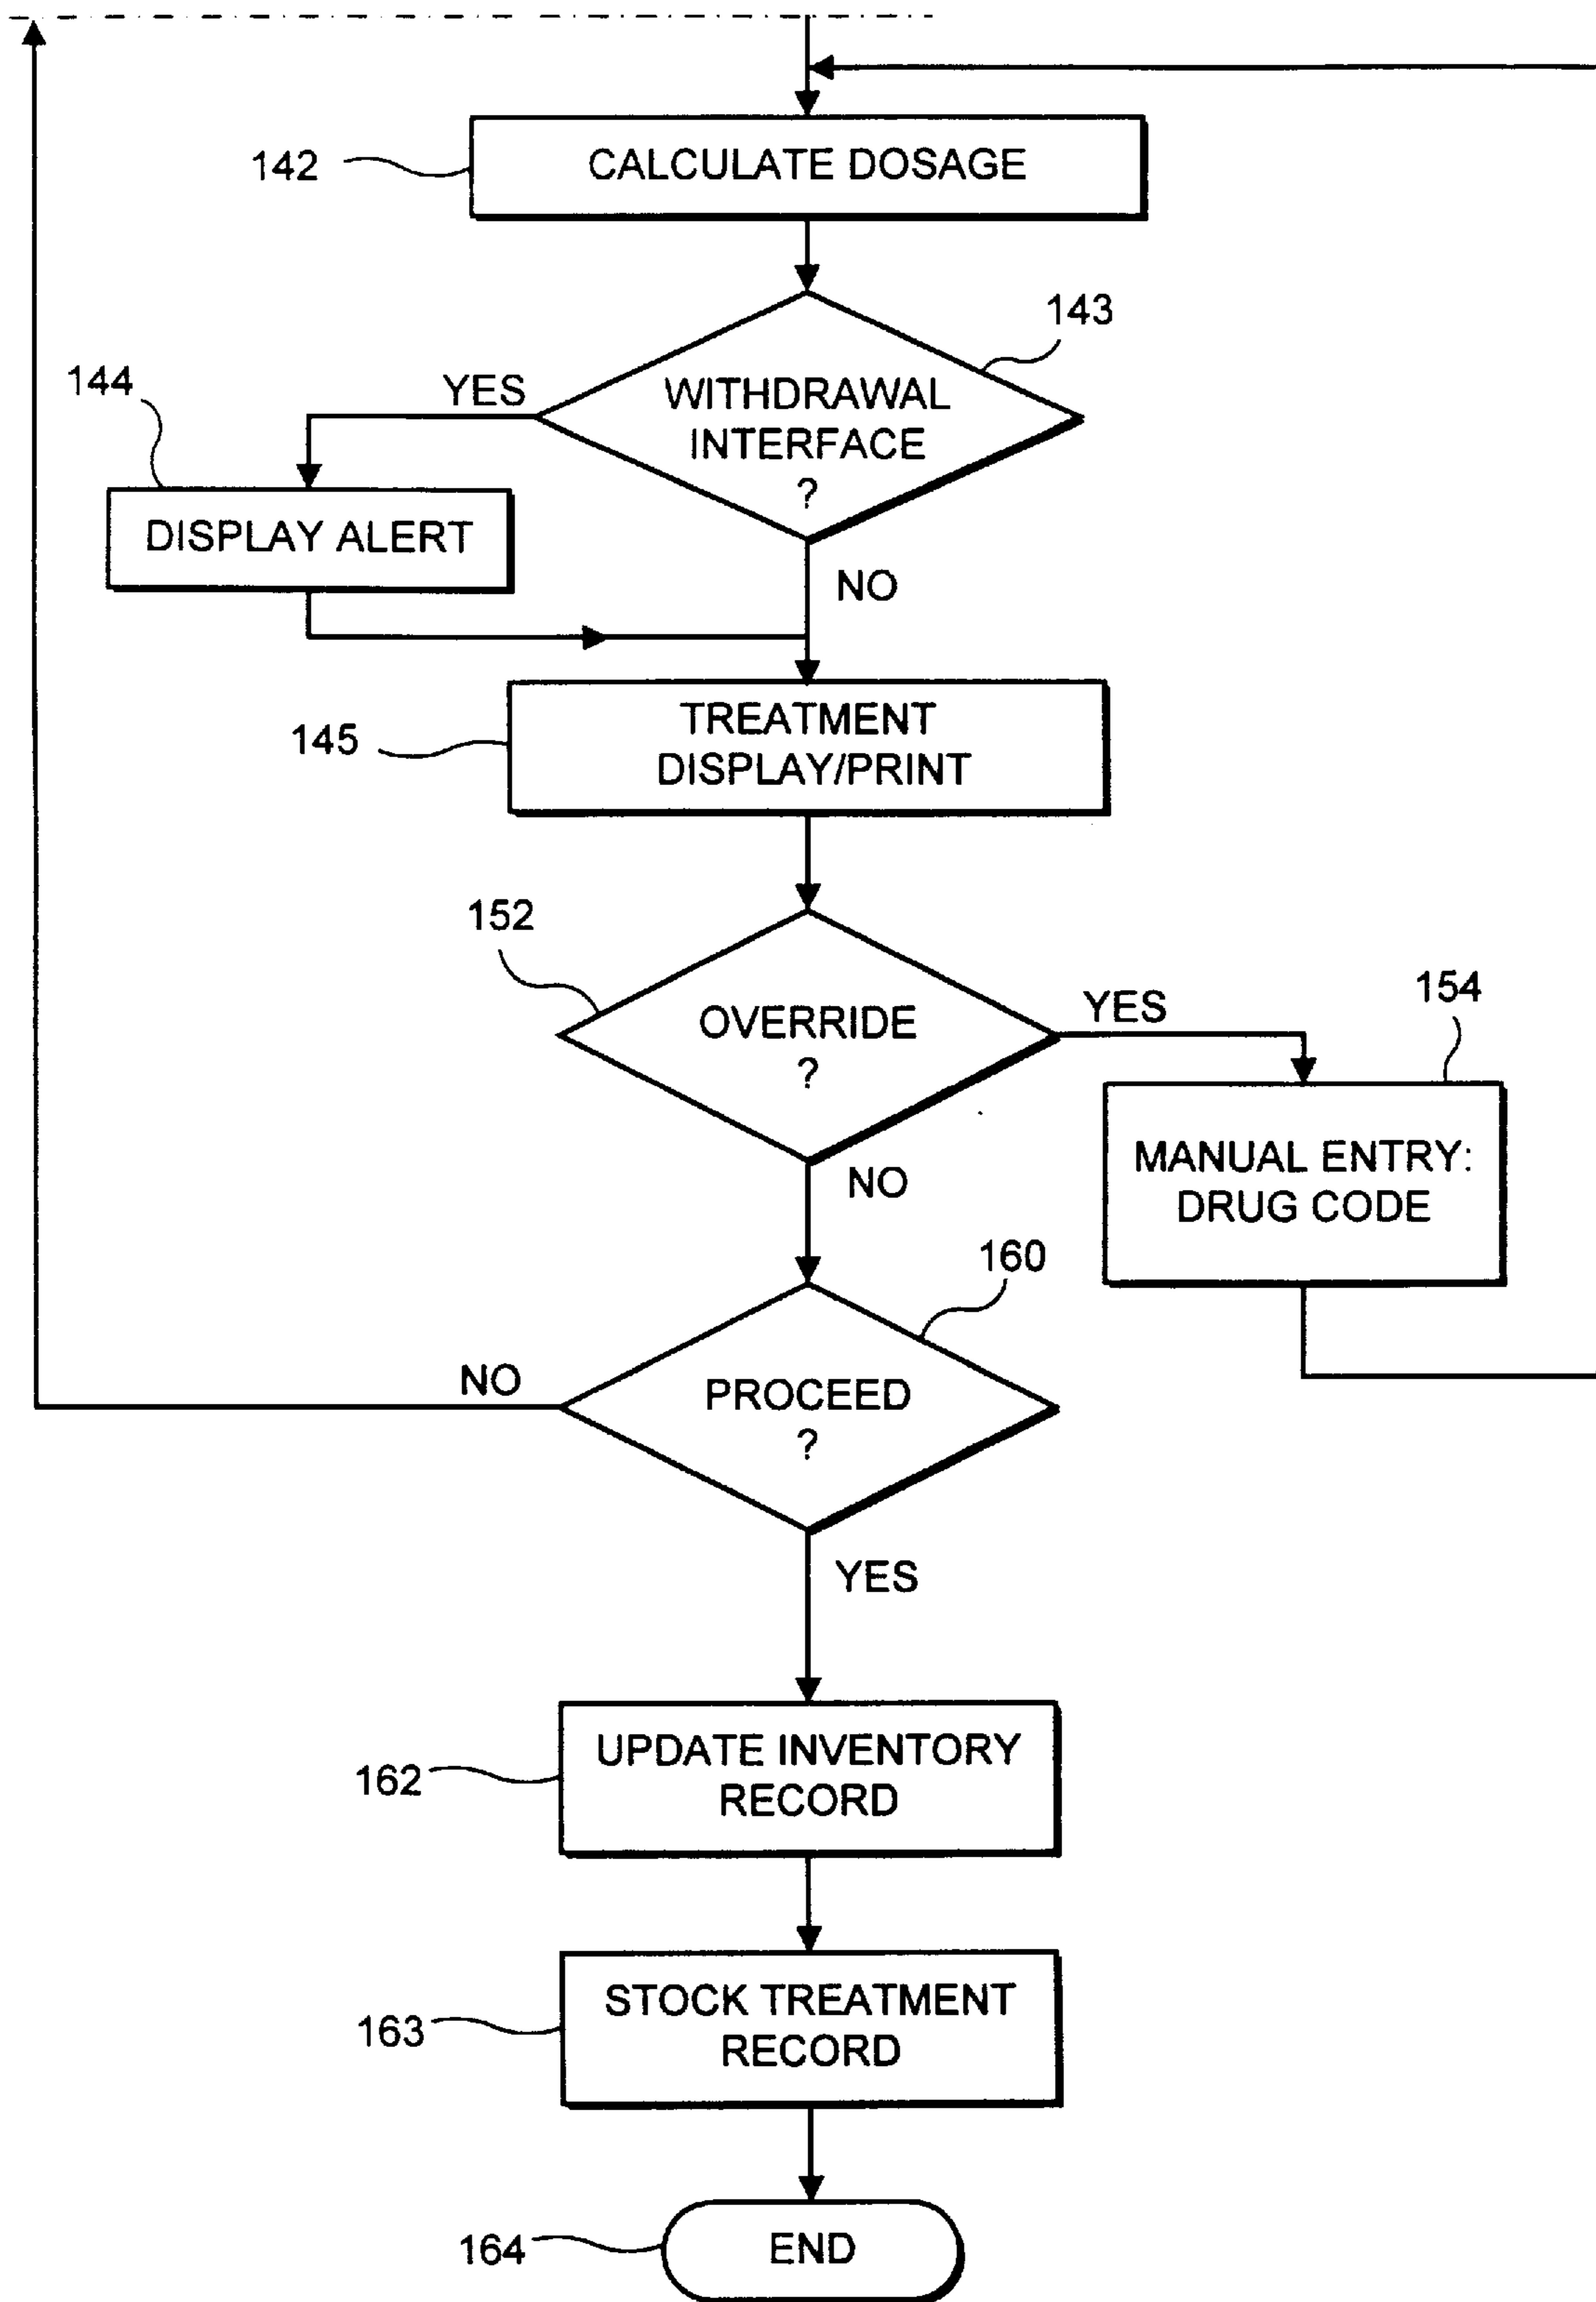 142
CALCULATE DOSAGE
143
144
YES
WITHDRAWAL
INTERFACE
?
DISPLAY ALERT
NO
145
TREATMENT
DISPLAY/PRINT
152
OVERRIDE
?
YES
154
MANUAL ENTRY:
DRUG CODE
NO
160
NO
PROCEED
?
YES
162
UPDATE INVENTORY
RECORD
163
STOCK TREATMENT
RECORD
164
END